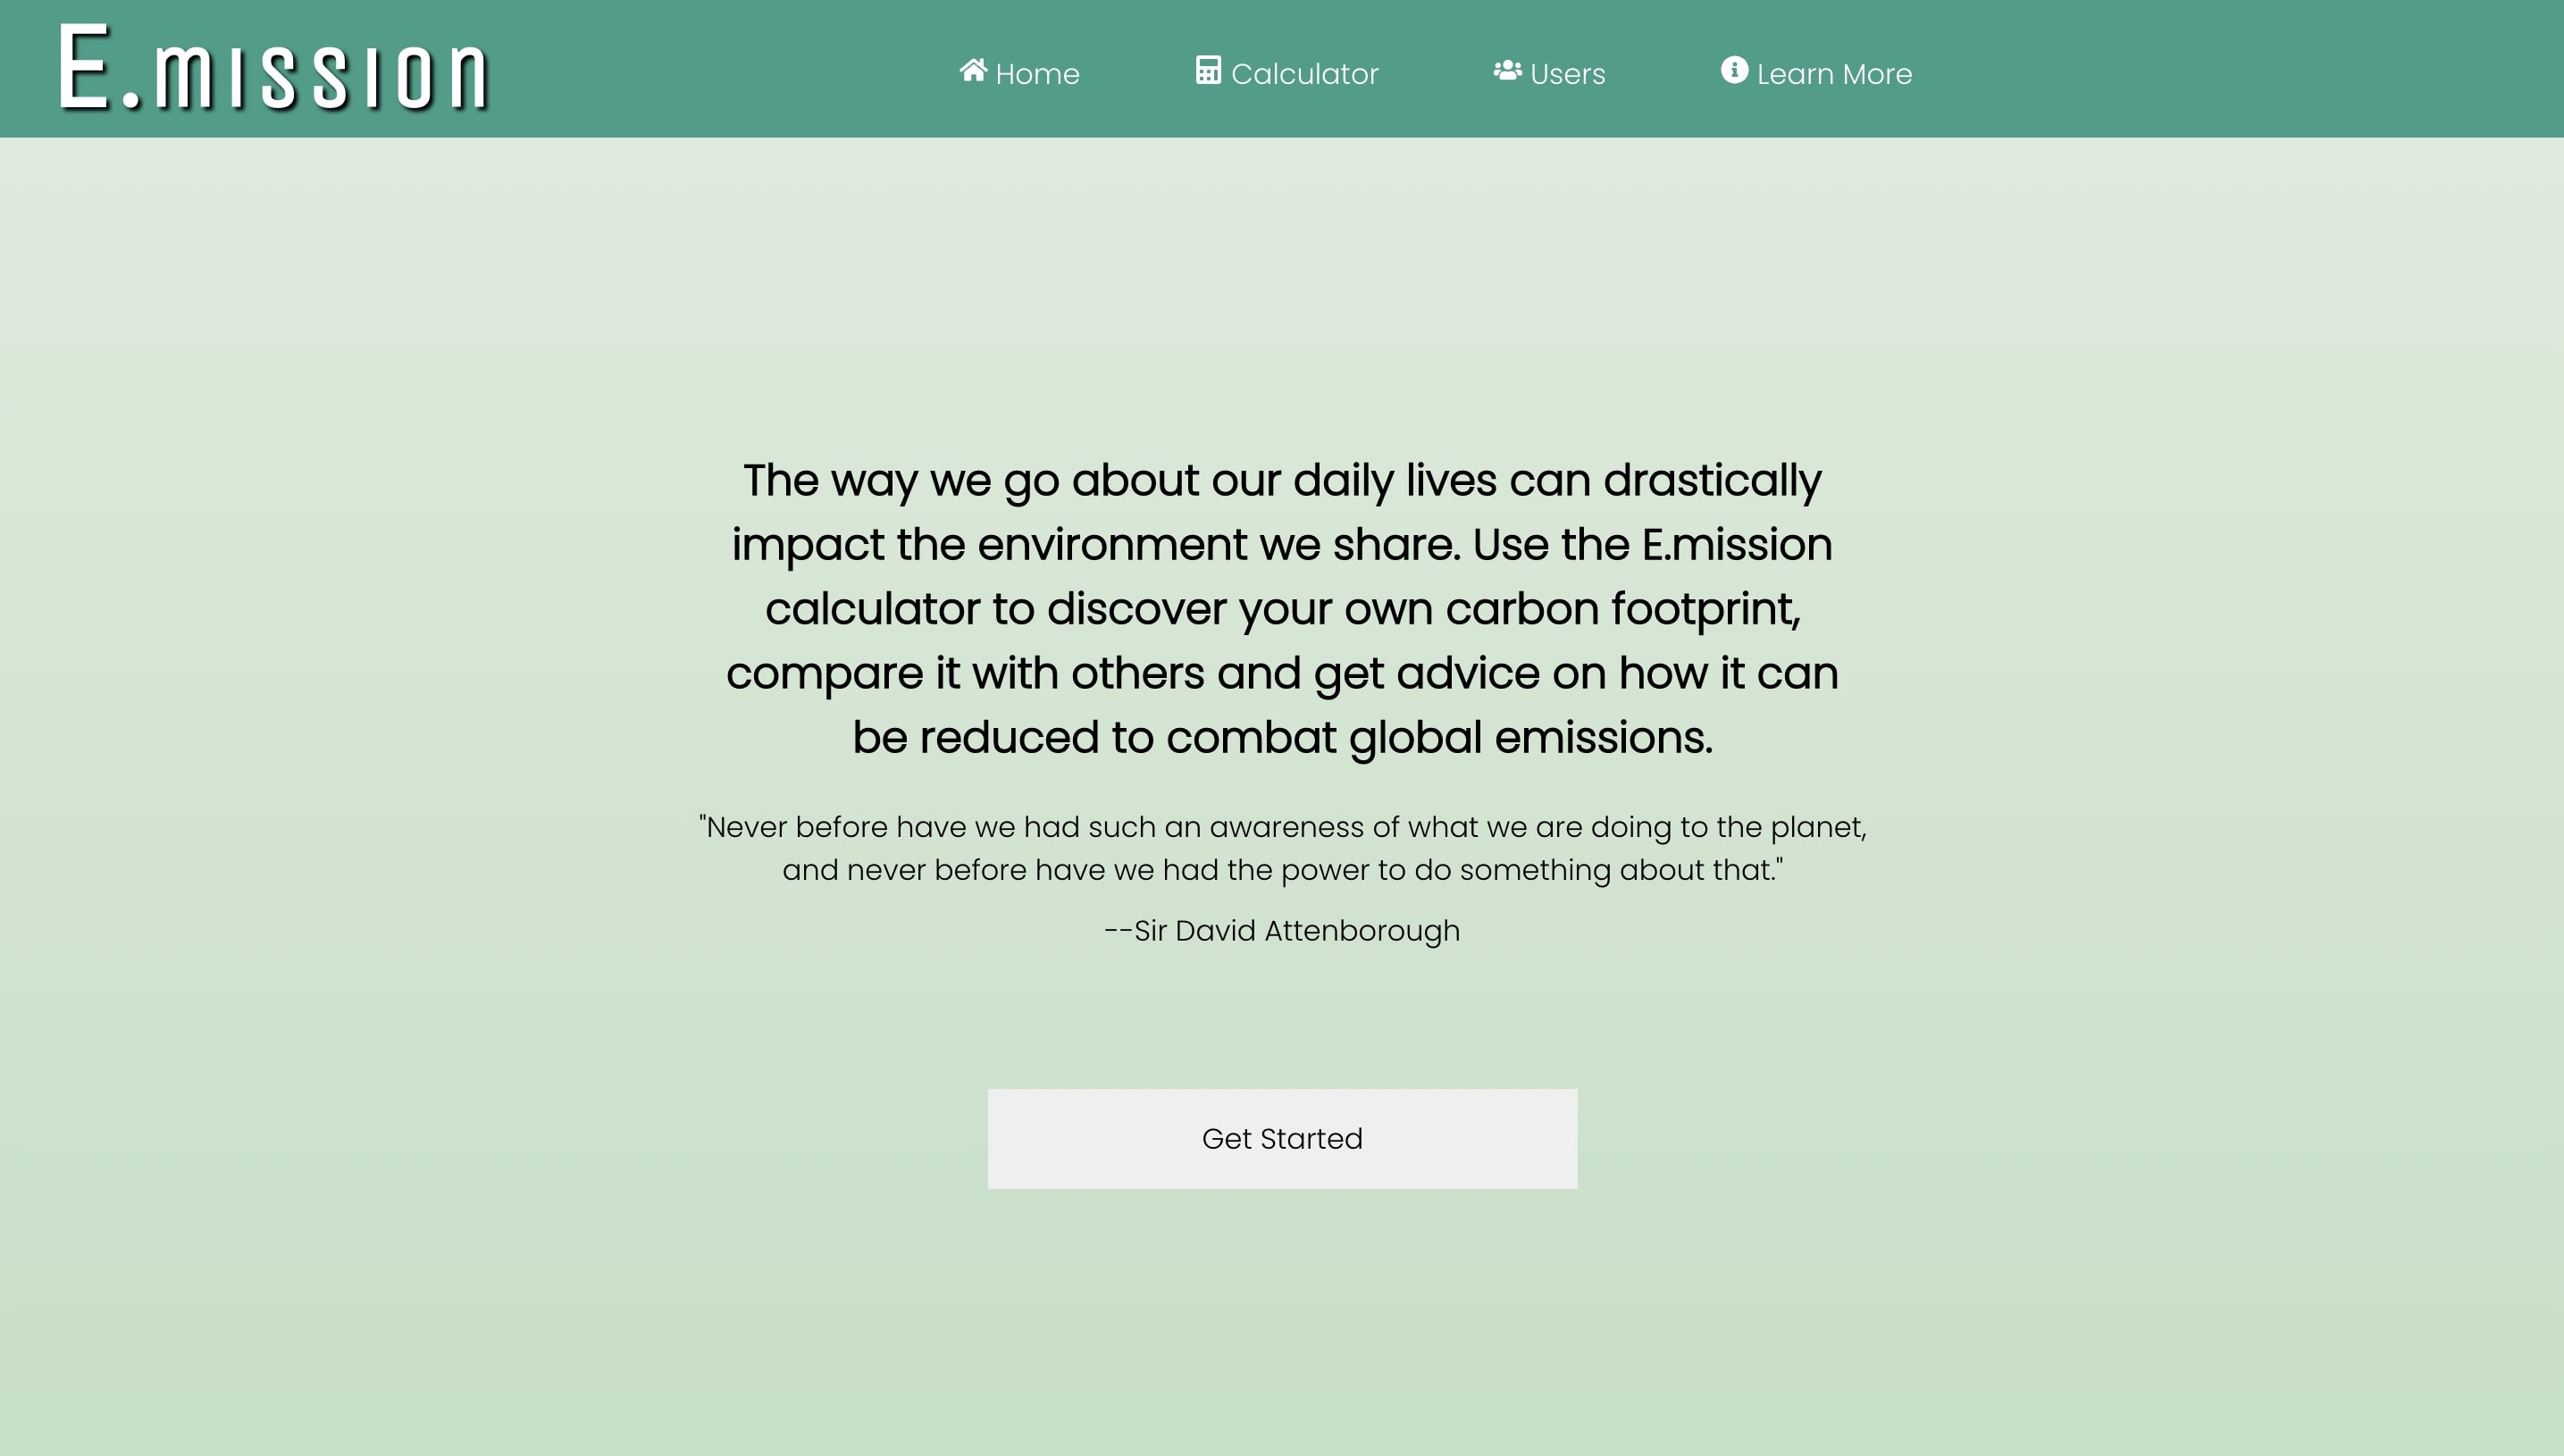 E.mission
Home Calculator Users Learn More
The way we go about our daily lives can drastically
impact the environment we share. Use the E.mission
calculator to discover your own carbon footprint,
compare it with others and get advice on how it can
be reduced to combat global emissions.
"Never before have we had such an awareness of what we are doing to the planet,
and never before have we had the power to do something about that."
--Sir David Attenborough
Get Started